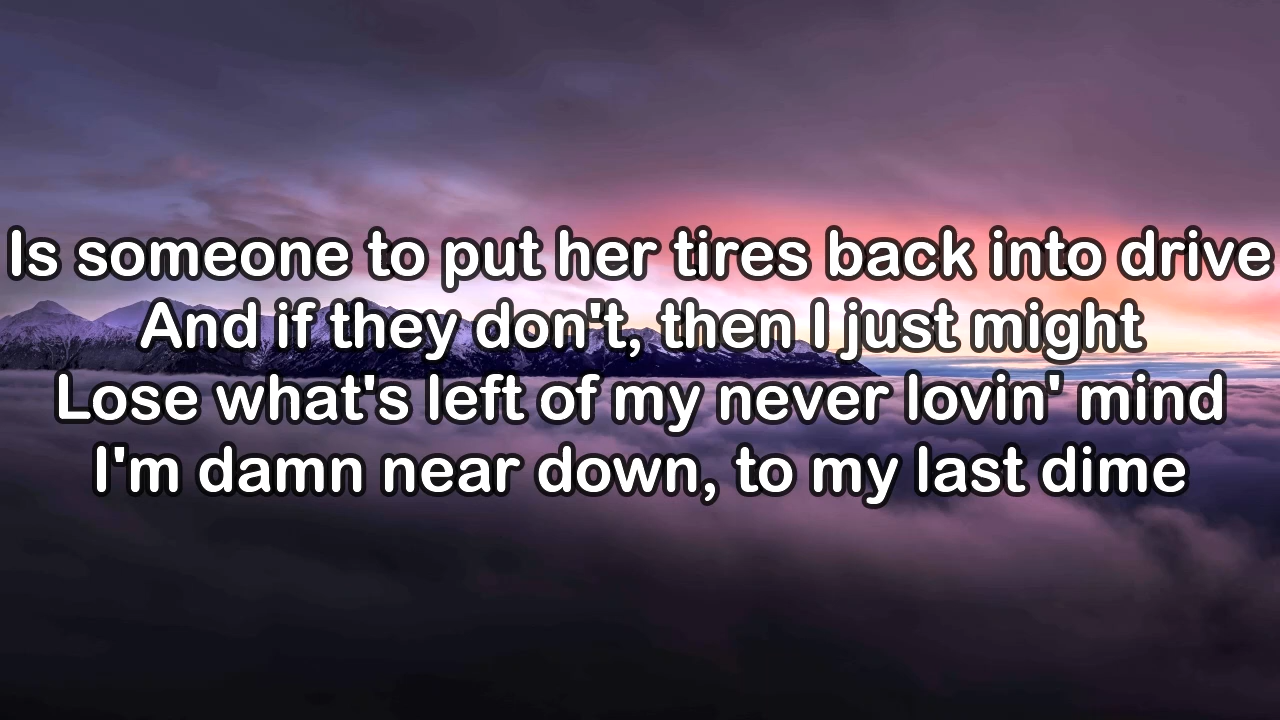 Is someone to put her tires back into drive
And if they don't, then I just might
Lose what's left of my never lovin' mind
I'm damn near down, to my last dime